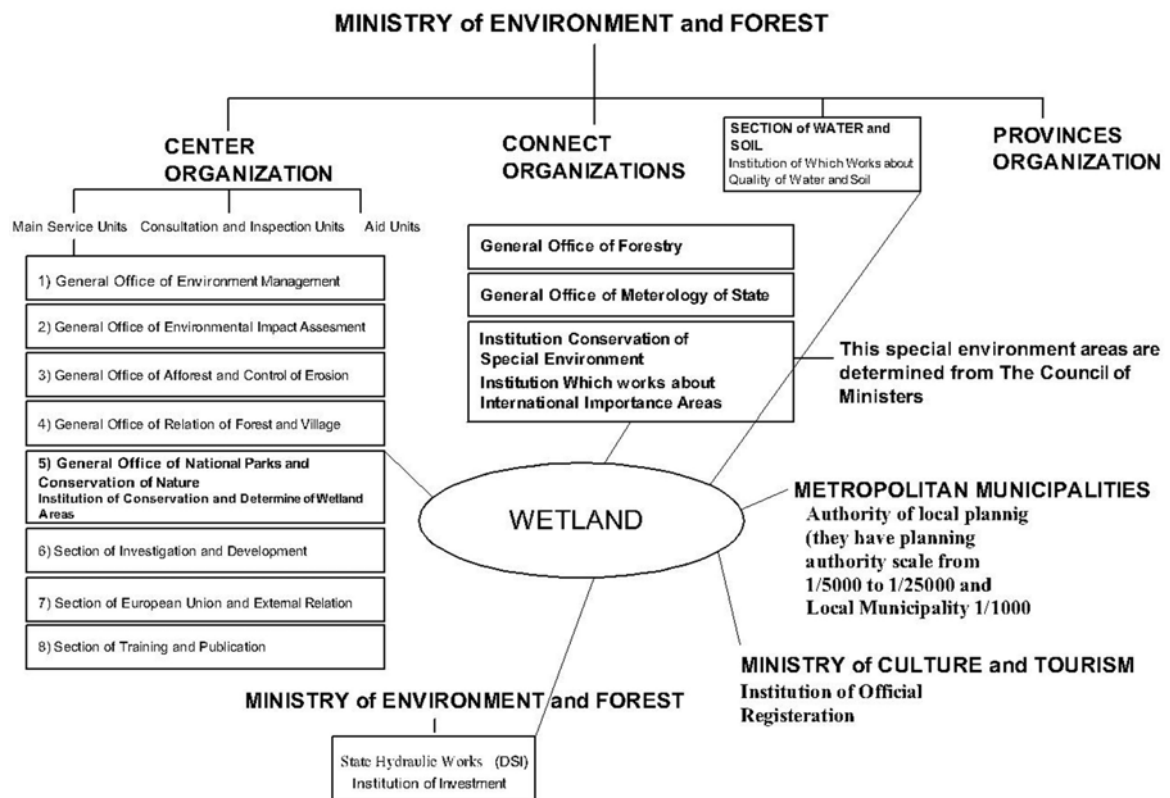 MINISTRY of ENVIRONMENT and FOREST
CENTER
ORGANIZATION
CONNECT
ORGANIZATIONS
SECTION of WATER and
SOIL
Institution of Which Works about
Quality of Water and Soil
PROVINCES
ORGANIZATION
Main Service Units
Consultation and Inspection Units
Aid Units
1) General Office of Environment Management
2) General Office of Environmental Impact Assesment
3) General Office of Afforest and Control of Erosion
4) General Office of Relation of Forest and Village
5) General Office of National Parks and
Conservation of Nature
Institution of Conservation and Determine of Wetland
Areas
6) Section of Investigation and Development
7) Section of European Union and External Relation
8) Section of Training and Publication
General Office of Forestry
General Office of Meterology of State
Institution Conservation of
Special Environment
Institution Which works about
International Importance Areas
This special environment areas are
determined from The Council of
Ministers
WETLAND
METROPOLITAN MUNICIPALITIES
Authority of local plannig
(they have planning
authority scale from
1/5000 to 1/25000 and
Local Municipality 1/1000
MINISTRY of CULTURE and TOURISM
Institution of Official
Registeration
MINISTRY of ENVIRONMENT and FOREST
State Hydraulic Works (DSI)
Institution of Investment